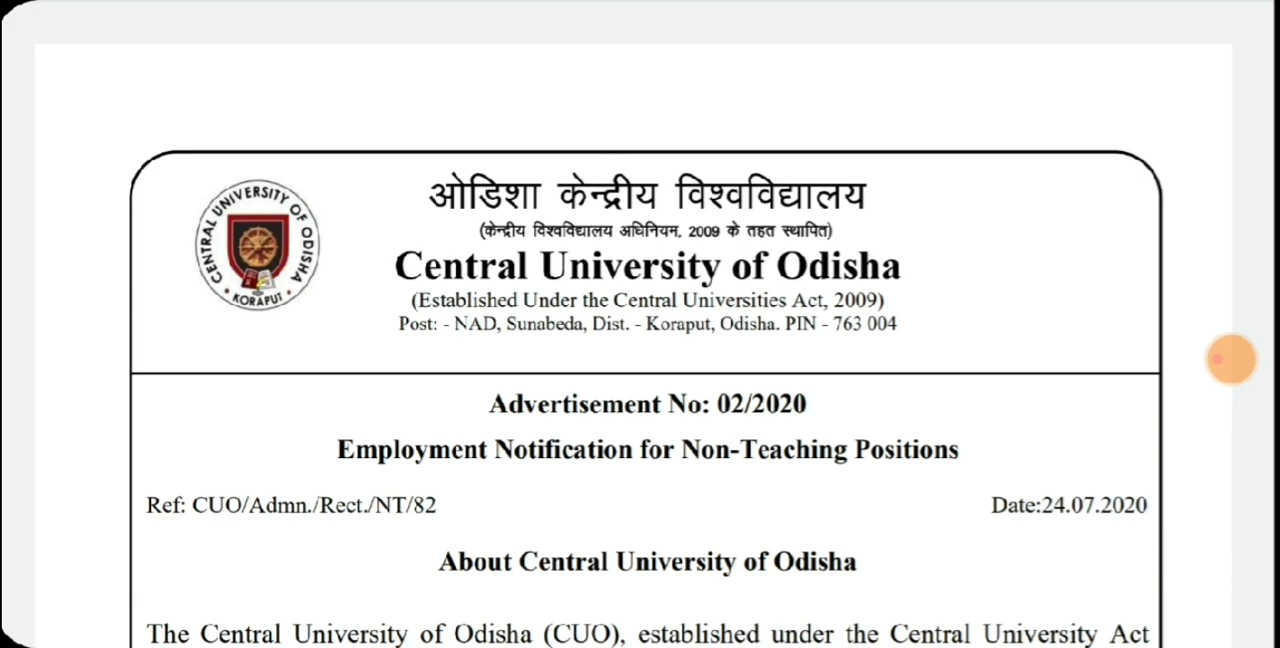 ओडिशा केन्द्रीय विश्वविद्यालय
(केन्द्रीय विश्वविद्यालय अधिनियम, 2009 के तहत स्थापित)
Central University of Odisha
(Established Under the Central Universities Act, 2009)
Post: - NAD, Sunabeda, Dist. - Koraput, Odisha. PIN - 763 004
CENTRAL UNIVERSITY OF ODISHA
• KORAPUT •
Advertisement No: 02/2020
Employment Notification for Non-Teaching Positions
Ref: CUO/Admn./Rect./NT/82 Date:24.07.2020
About Central University of Odisha
The Central University of Odisha (CUO), established under the Central University Act